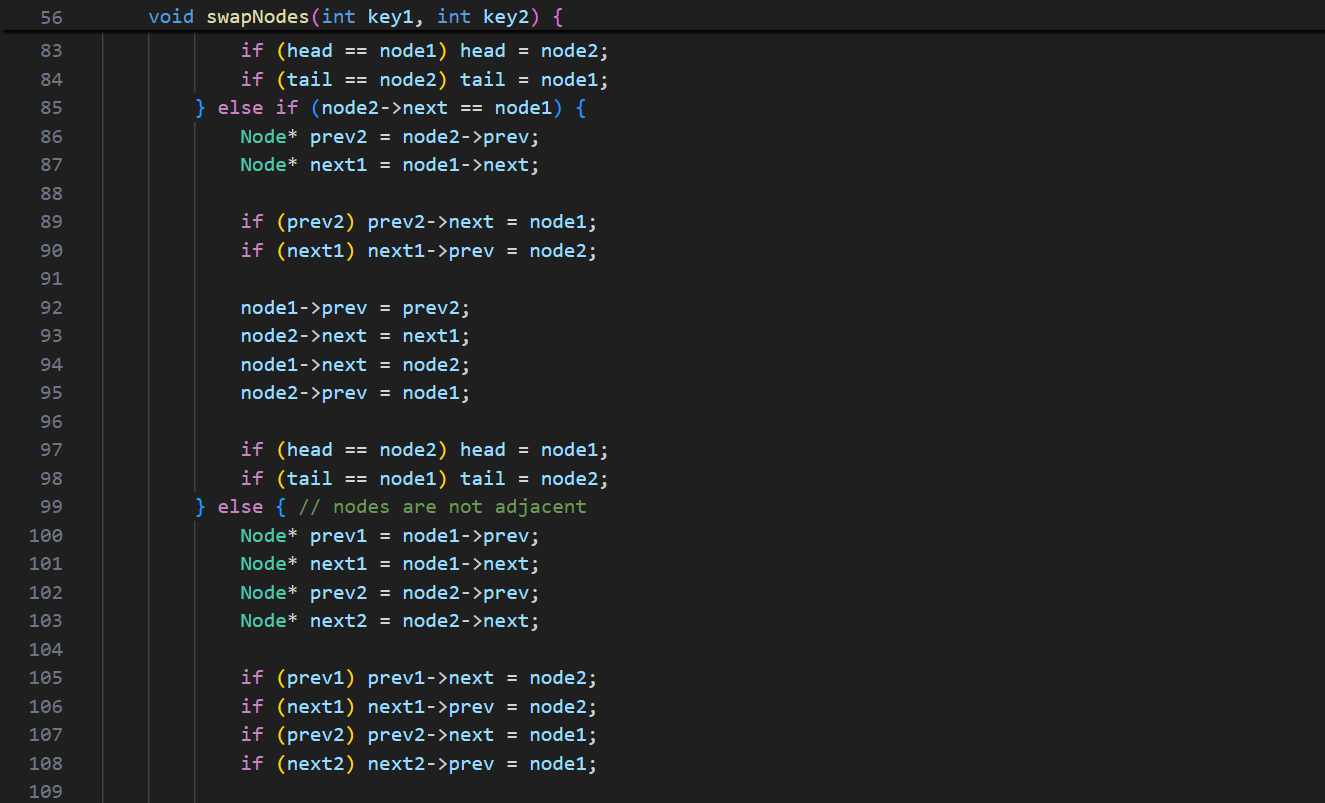 56 void swapNodes(int key1, int key2) {
83 if (head == node1) head = node2;
84 if (tail == node2) tail = node1;
85 } else if (node2->next == node1) {
86 Node* prev2 = node2->prev;
87 Node* next1 = node1->next;
88
89 if (prev2) prev2->next = node1;
90 if (next1) next1->prev = node2;
91
92 node1->prev = prev2;
93 node2->next = next1;
94 node1->next = node2;
95 node2->prev = node1;
96
97 if (head == node2) head = node1;
98 if (tail == node1) tail = node2;
99 } else { // nodes are not adjacent
100 Node* prev1 = node1->prev;
101 Node* next1 = node1->next;
102 Node* prev2 = node2->prev;
103 Node* next2 = node2->next;
104
105 if (prev1) prev1->next = node2;
106 if (next1) next1->prev = node2;
107 if (prev2) prev2->next = node1;
108 if (next2) next2->prev = node1;
109